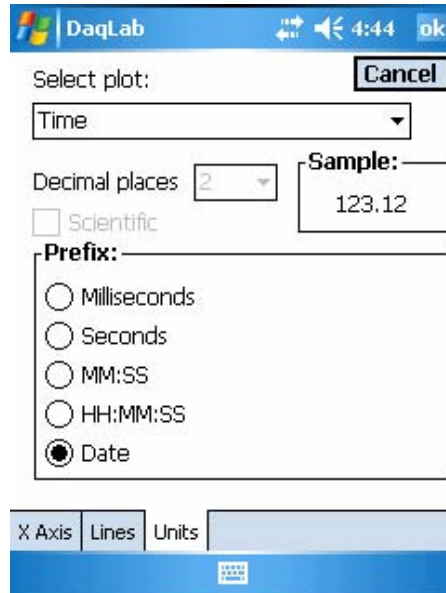 DaqLab 4:44 ok
Select plot: Cancel
Time
Decimal places 2
Sample:
123.12
Scientific
Prefix:
Milliseconds
Seconds
MM:SS
HH:MM:SS
Date
X Axis Lines Units